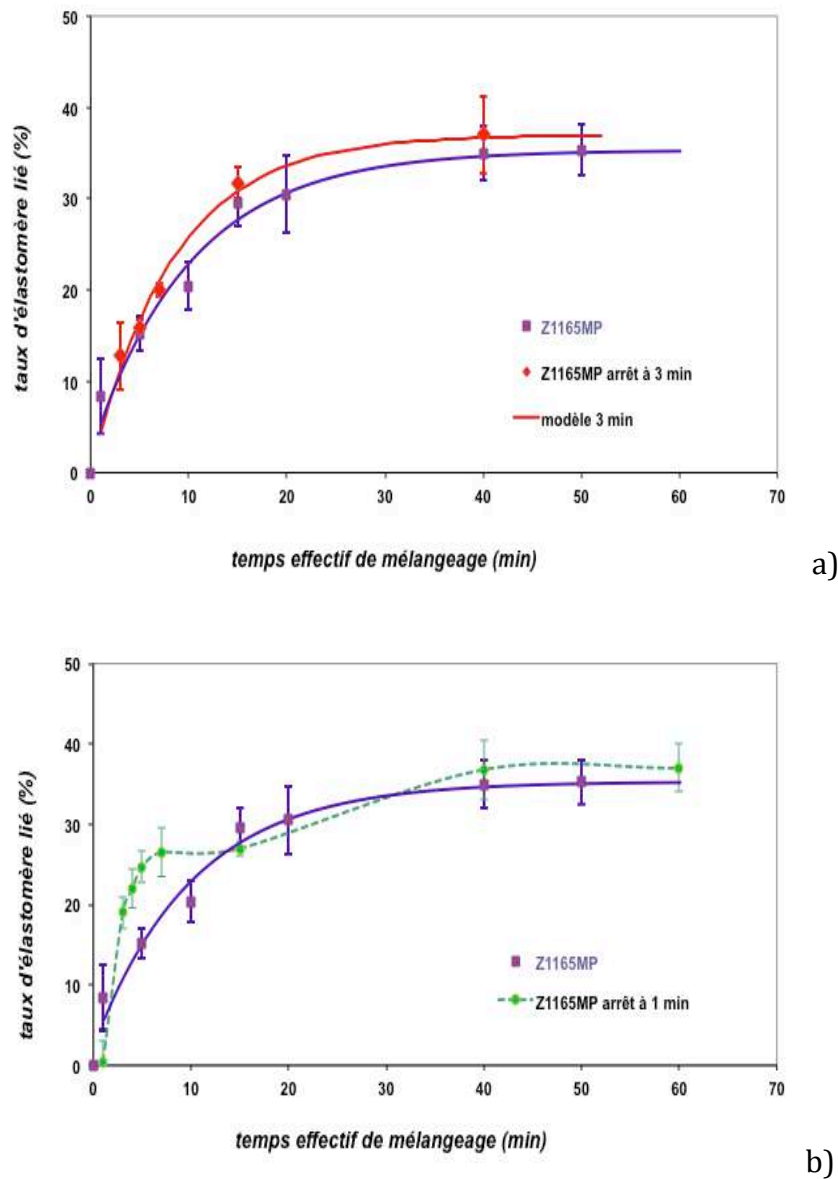 50
40
30
20
10
0
taux d'élastomère lié (%)
Z1165MP
Z1165MP arrêt à 3 min
modèle 3 min
0 10 20 30 40 50 60 70
temps effectif de mélangeage (min)
a)
50
40
30
20
10
0
taux d'élastomère lié (%)
Z1165MP
Z1165MP arrêt à 1 min
0 10 20 30 40 50 60 70
temps effectif de mélangeage (min)
b)